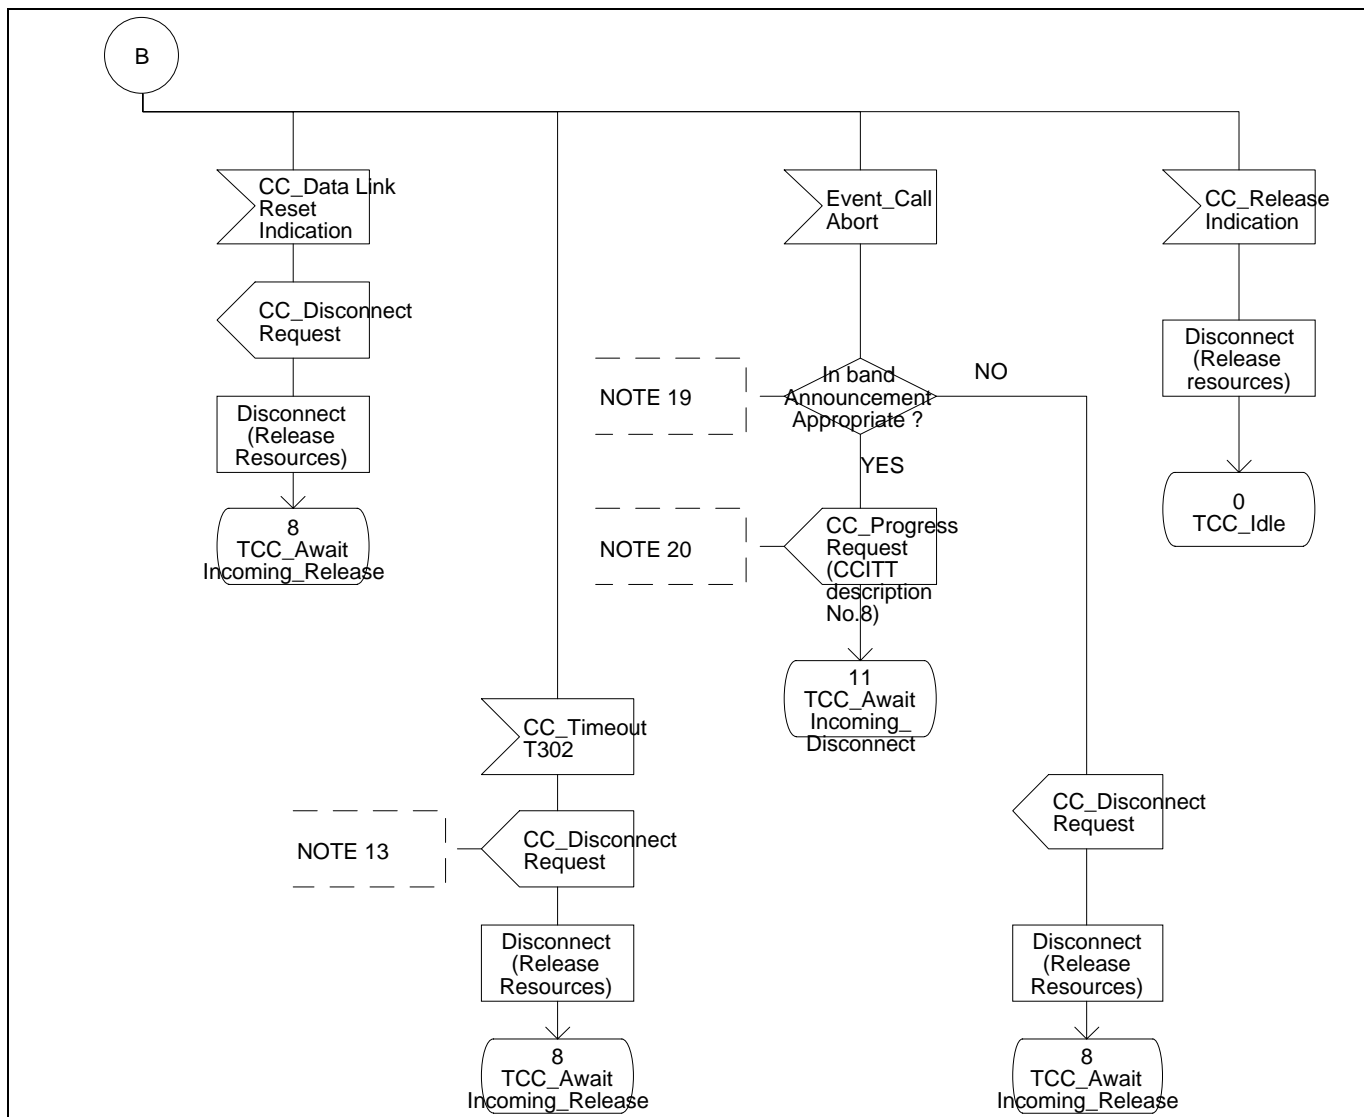 B
CC_Data Link
Reset
Indication
CC_Disconnect
Request
Disconnect
(Release
Resources)
8
TCC_Await
Incoming_Release
CC_Timeout
T302
NOTE 13
CC_Disconnect
Request
Disconnect
(Release
Resources)
8
TCC_Await
Incoming_Release
Event_Call
Abort
NOTE 19
In band
Announcement
Appropriate ?
NO
YES
NOTE 20
CC_Progress
Request
(CCITT
description
No.8)
11
TCC_Await
Incoming_
Disconnect
CC_Disconnect
Request
Disconnect
(Release
Resources)
8
TCC_Await
Incoming_Release
CC_Release
Indication
Disconnect
(Release
resources)
0
TCC_Idle